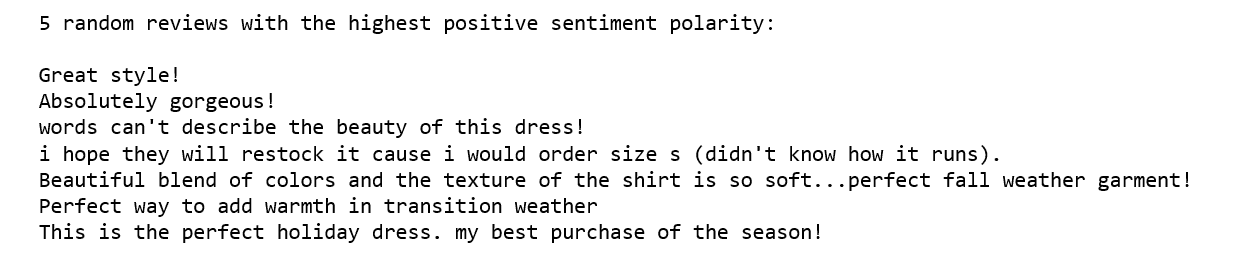 5 random reviews with the highest positive sentiment polarity:
Great style!
Absolutely gorgeous!
words can't describe the beauty of this dress!
i hope they will restock it cause i would order size s (didn't know how it runs).
Beautiful blend of colors and the texture of the shirt is so soft...perfect fall weather garment!
Perfect way to add warmth in transition weather
This is the perfect holiday dress. my best purchase of the season!